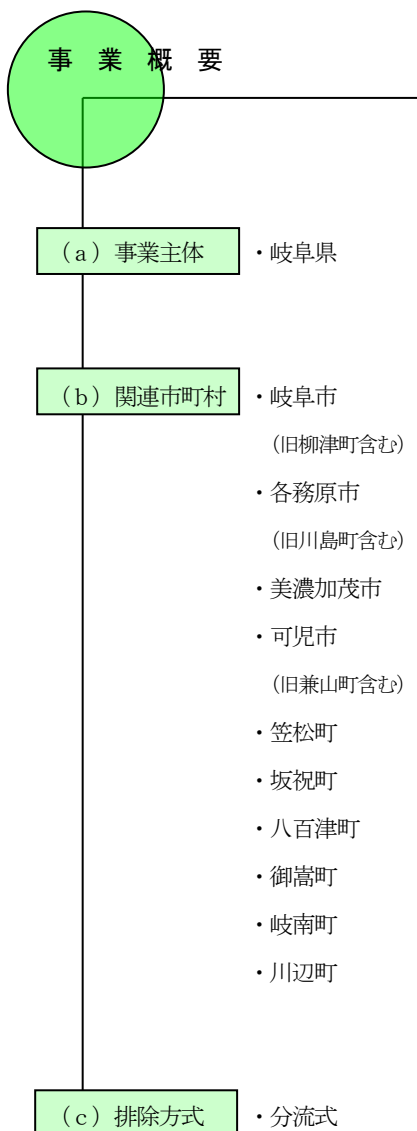 事 業 概 要
（a）事業主体 ・岐阜県
（b）関連市町村 ・岐阜市
(旧柳津町含む)
・各務原市
(旧川島町含む)
・美濃加茂市
・可児市
(旧兼山町含む)
・笠松町
・坂祝町
・八百津町
・御嵩町
・岐南町
・川辺町
（c）排除方式 ・分流式